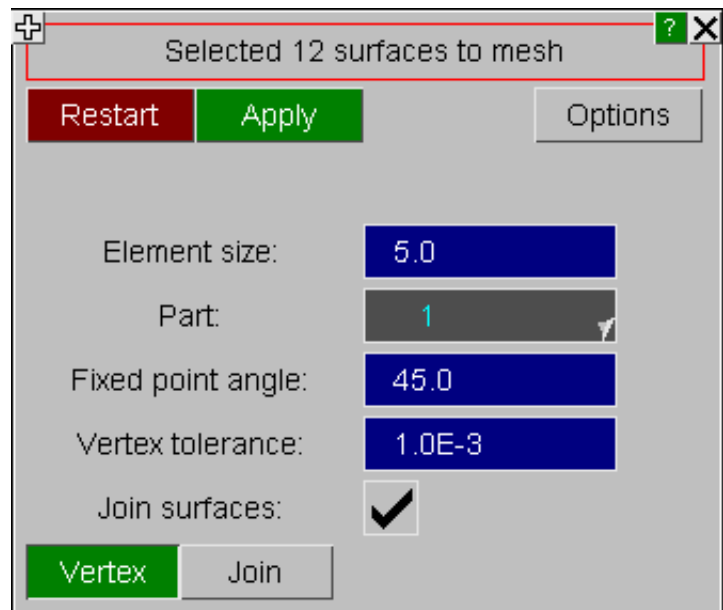 ?
Selected 12 surfaces to mesh
Restart Apply Options
Element size: 5.0
Part: 1
Fixed point angle: 45.0
Vertex tolerance: 1.0E-3
Join surfaces:
Vertex Join